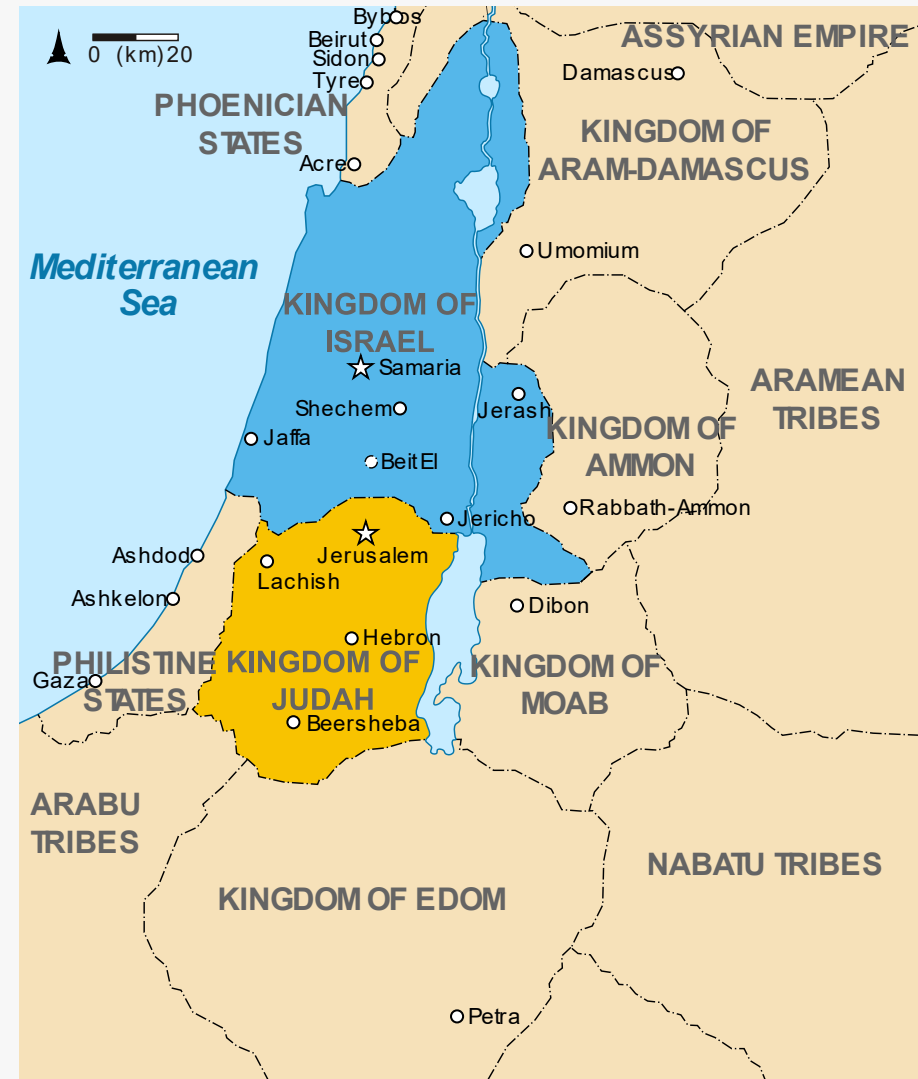 Byblos
Beirut
0 (km) 20
ASSYRIAN EMPIRE
Sidon
Damascus
Tyre
PHOENICIAN
STATES
KINGDOM OF
ARAM-DAMASCUS
Acre
Umomium
Mediterranean
Sea
KINGDOM OF
ISRAEL
Samaria
ARAMEAN
TRIBES
Shechem
Jerash
KINGDOM OF
AMMON
Jaffa
BeitEl
Rabbath-Ammon
Jericho
Jerusalem
Ashdod
Lachish
Ashkelon
Dibon
Hebron
PHILISTINE
STATES
KINGDOM OF
JUDAH
KINGDOM OF
MOAB
Gaza
Beersheba
ARABU
TRIBES
NABATU TRIBES
KINGDOM OF EDOM
Petra